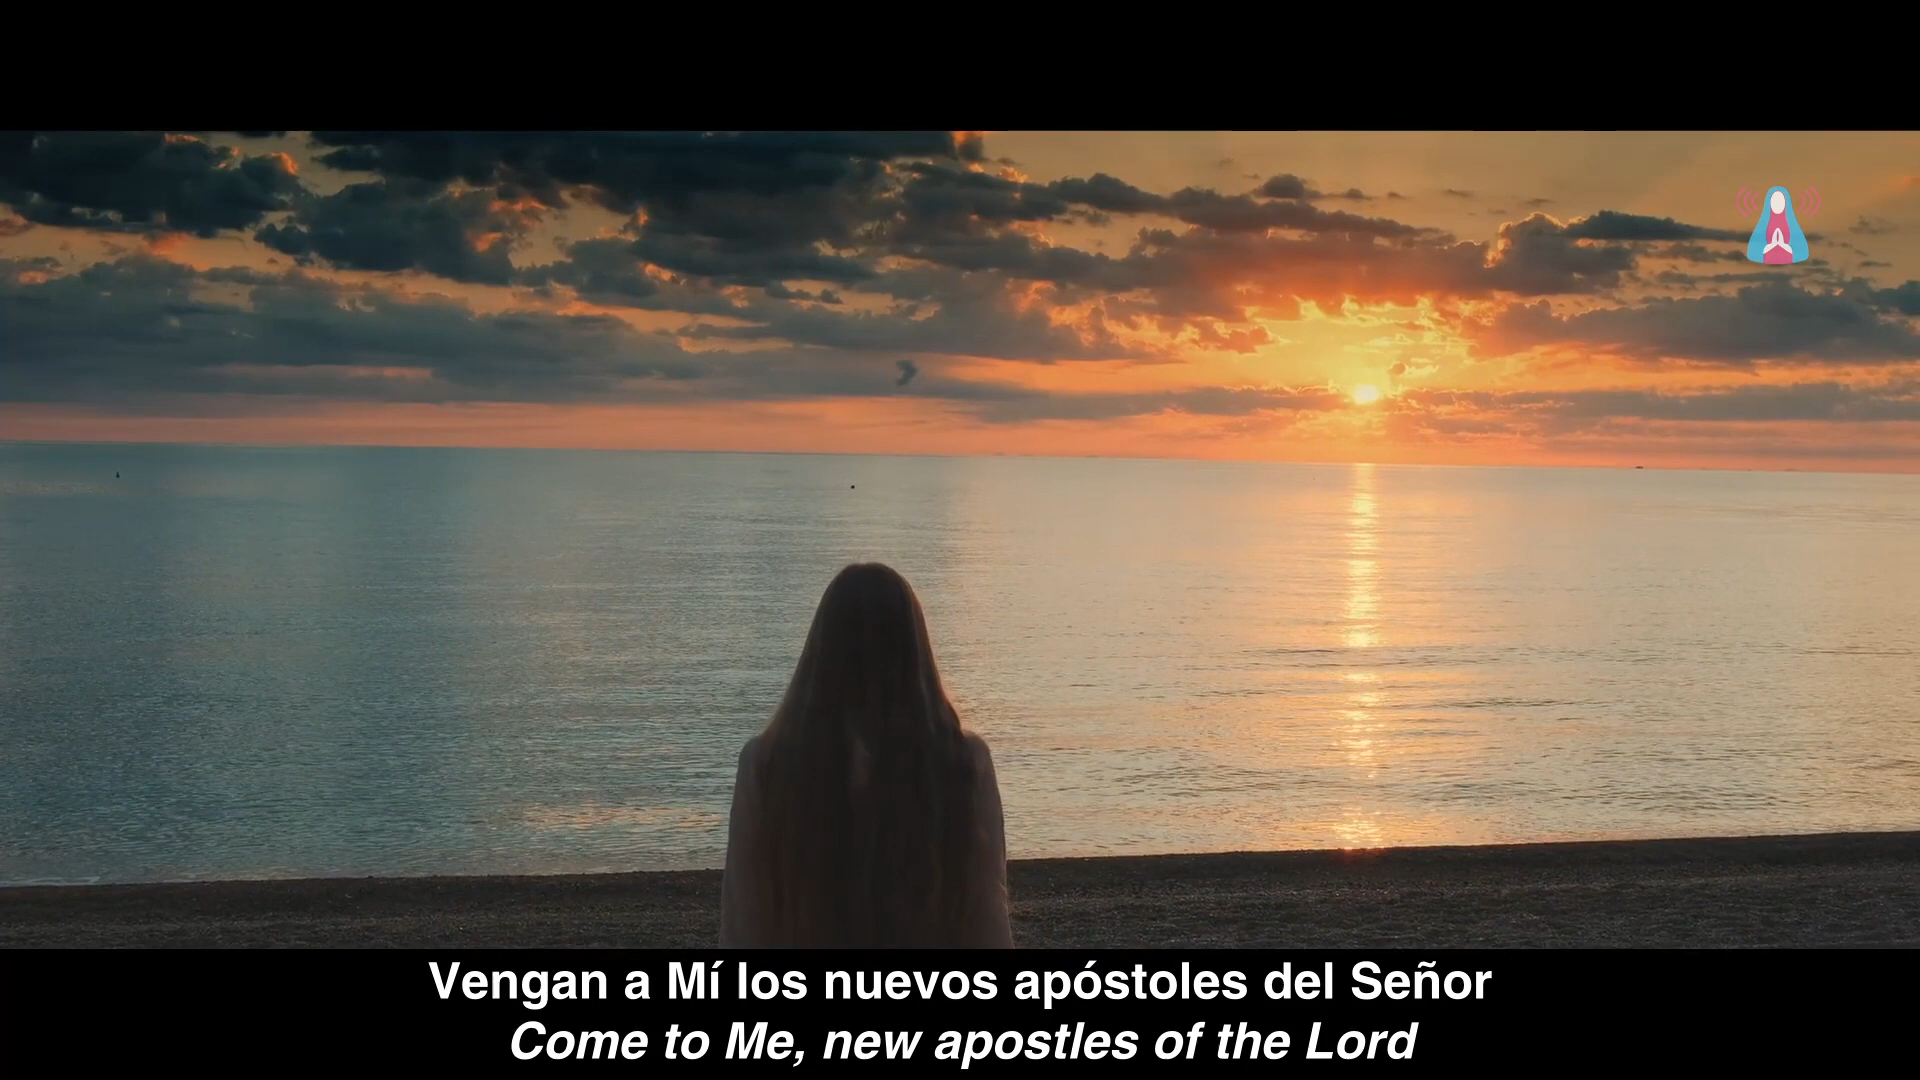 Vengan a Mí los nuevos apóstoles del Señor
Come to Me, new apostles of the Lord